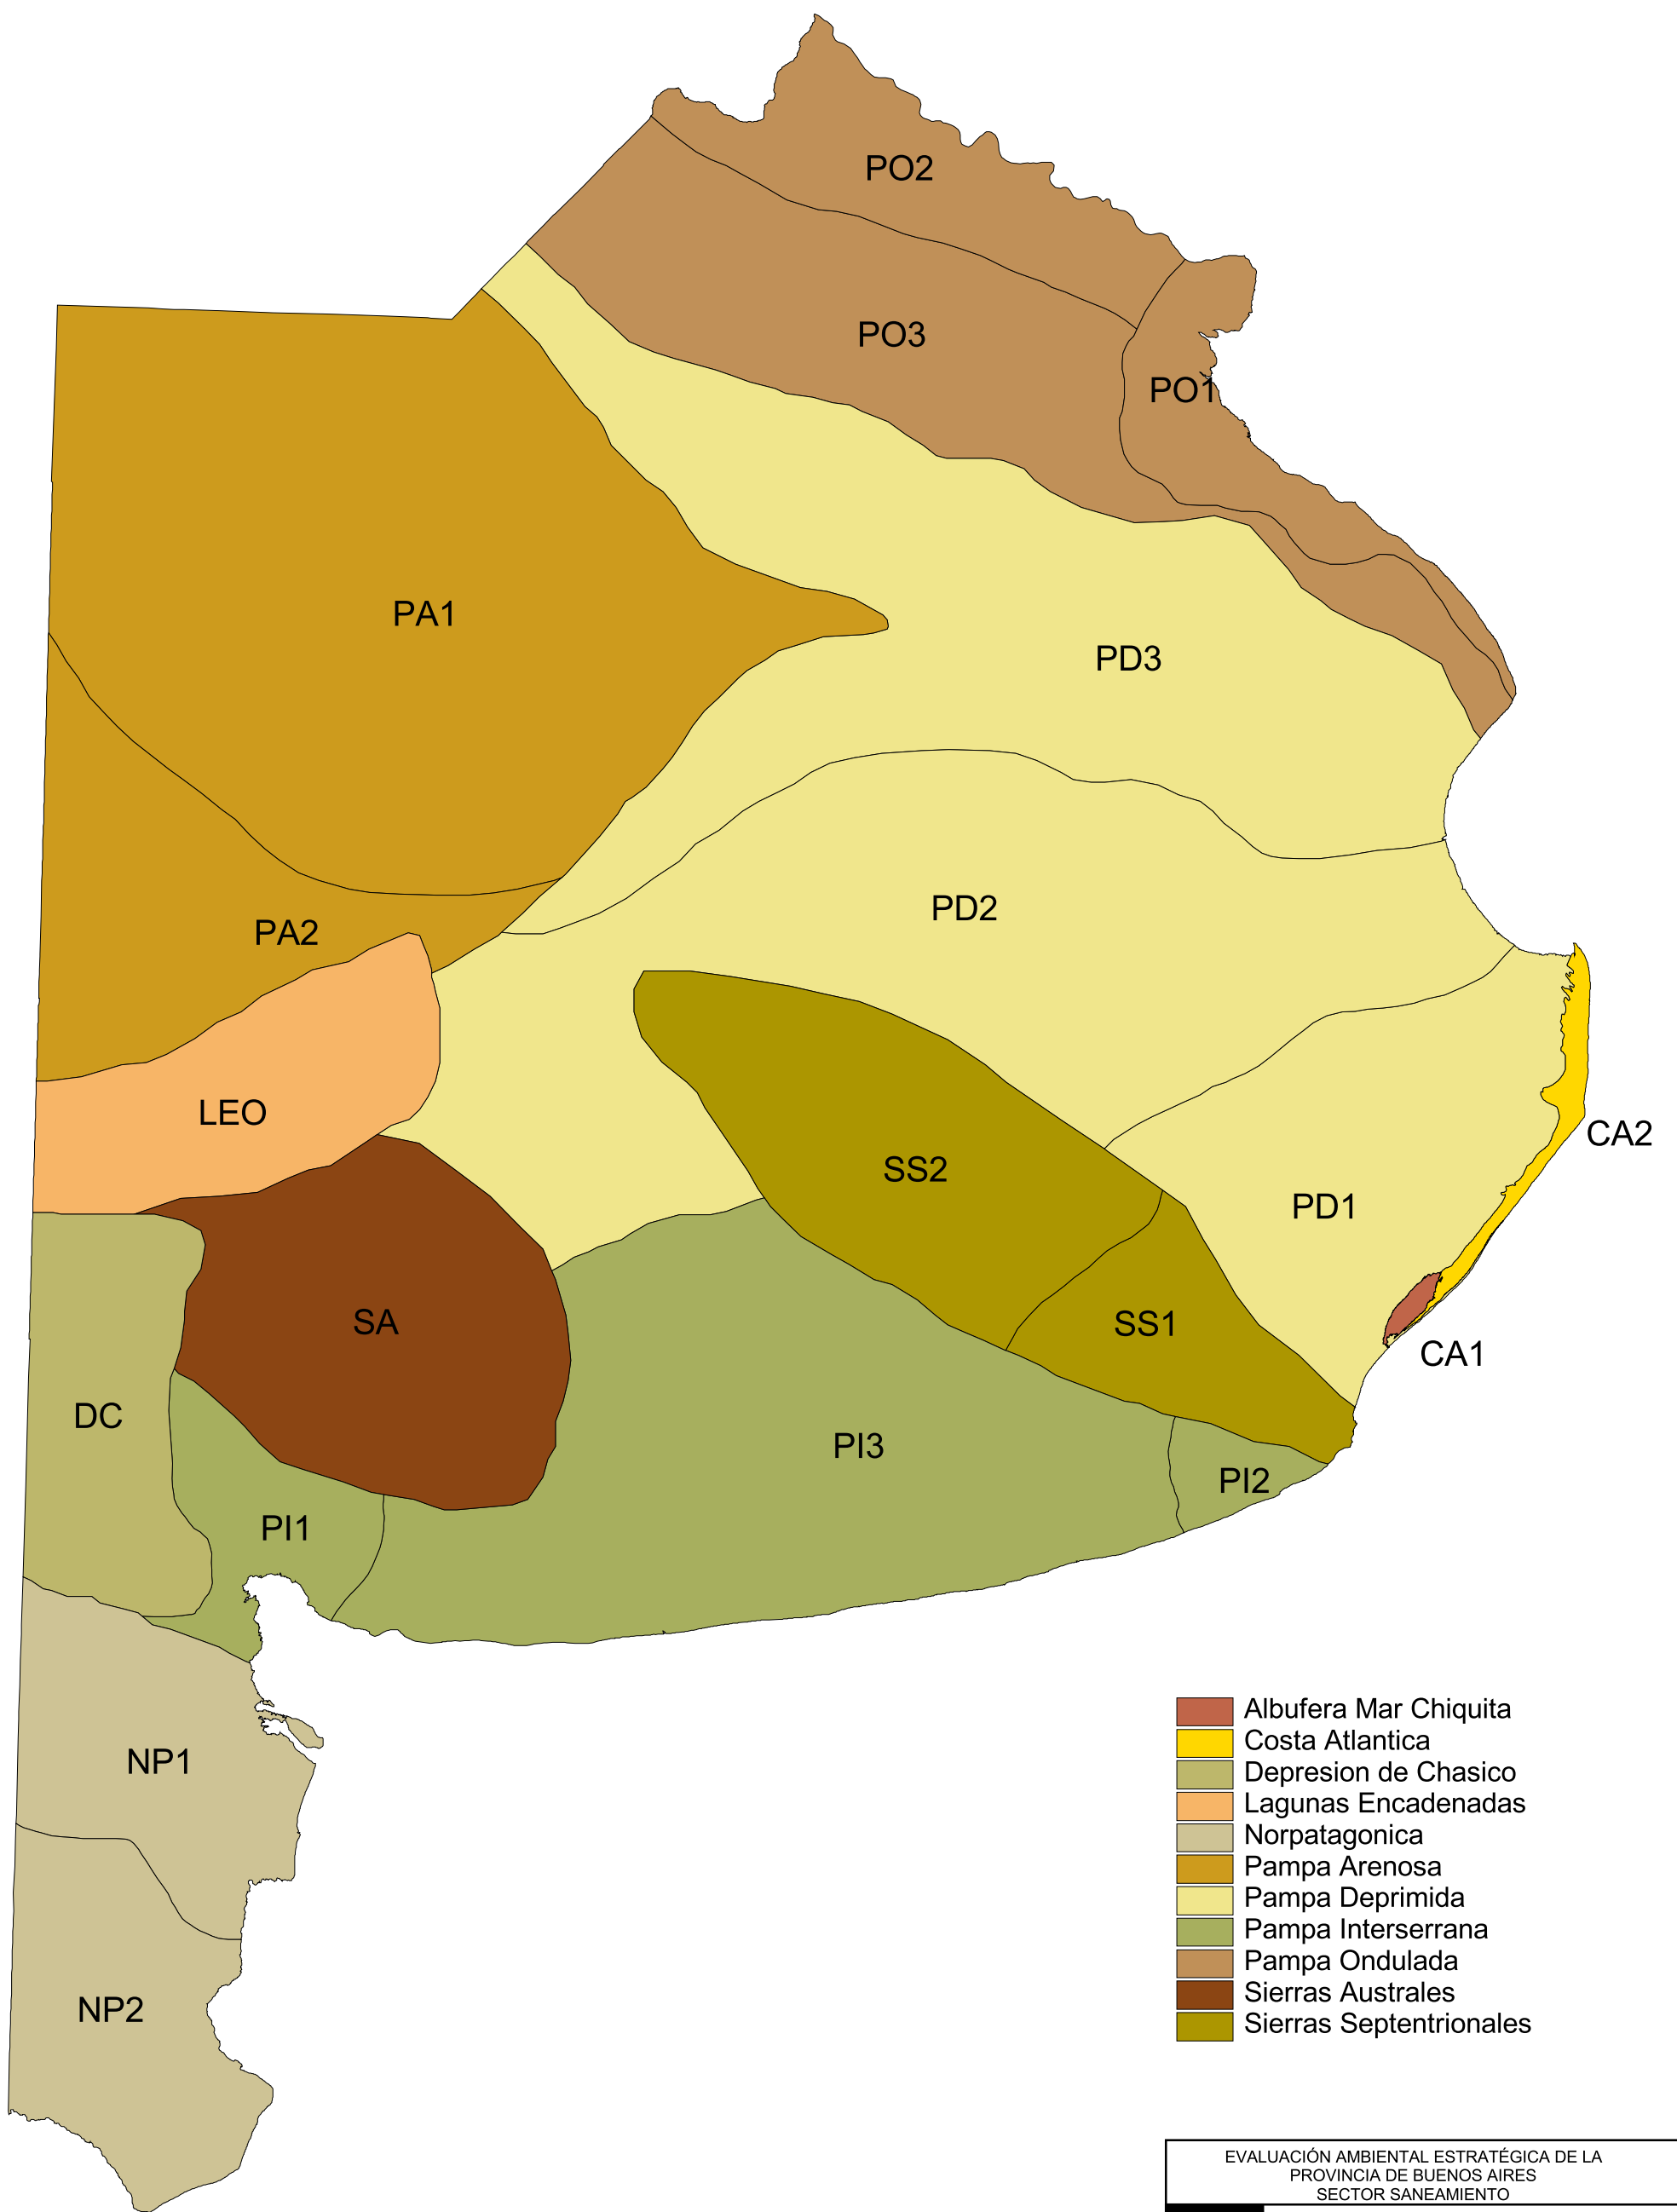 PO2
PO3
PO1
PA1
PD3
PD2
PA2
LEO
CA2
SS2
PD1
SA
SS1
CA1
DC
PI3
PI2
PI1
NP1
NP2
Albufera Mar Chiquita
Costa Atlantica
Depresion de Chasico
Lagunas Encadenadas
Norpatagonica
Pampa Arenosa
Pampa Deprimida
Pampa Interserrana
Pampa Ondulada
Sierras Australes
Sierras Septentrionales
EVALUACIÓN AMBIENTAL ESTRATÉGICA DE LA
PROVINCIA DE BUENOS AIRES
SECTOR SANEAMIENTO